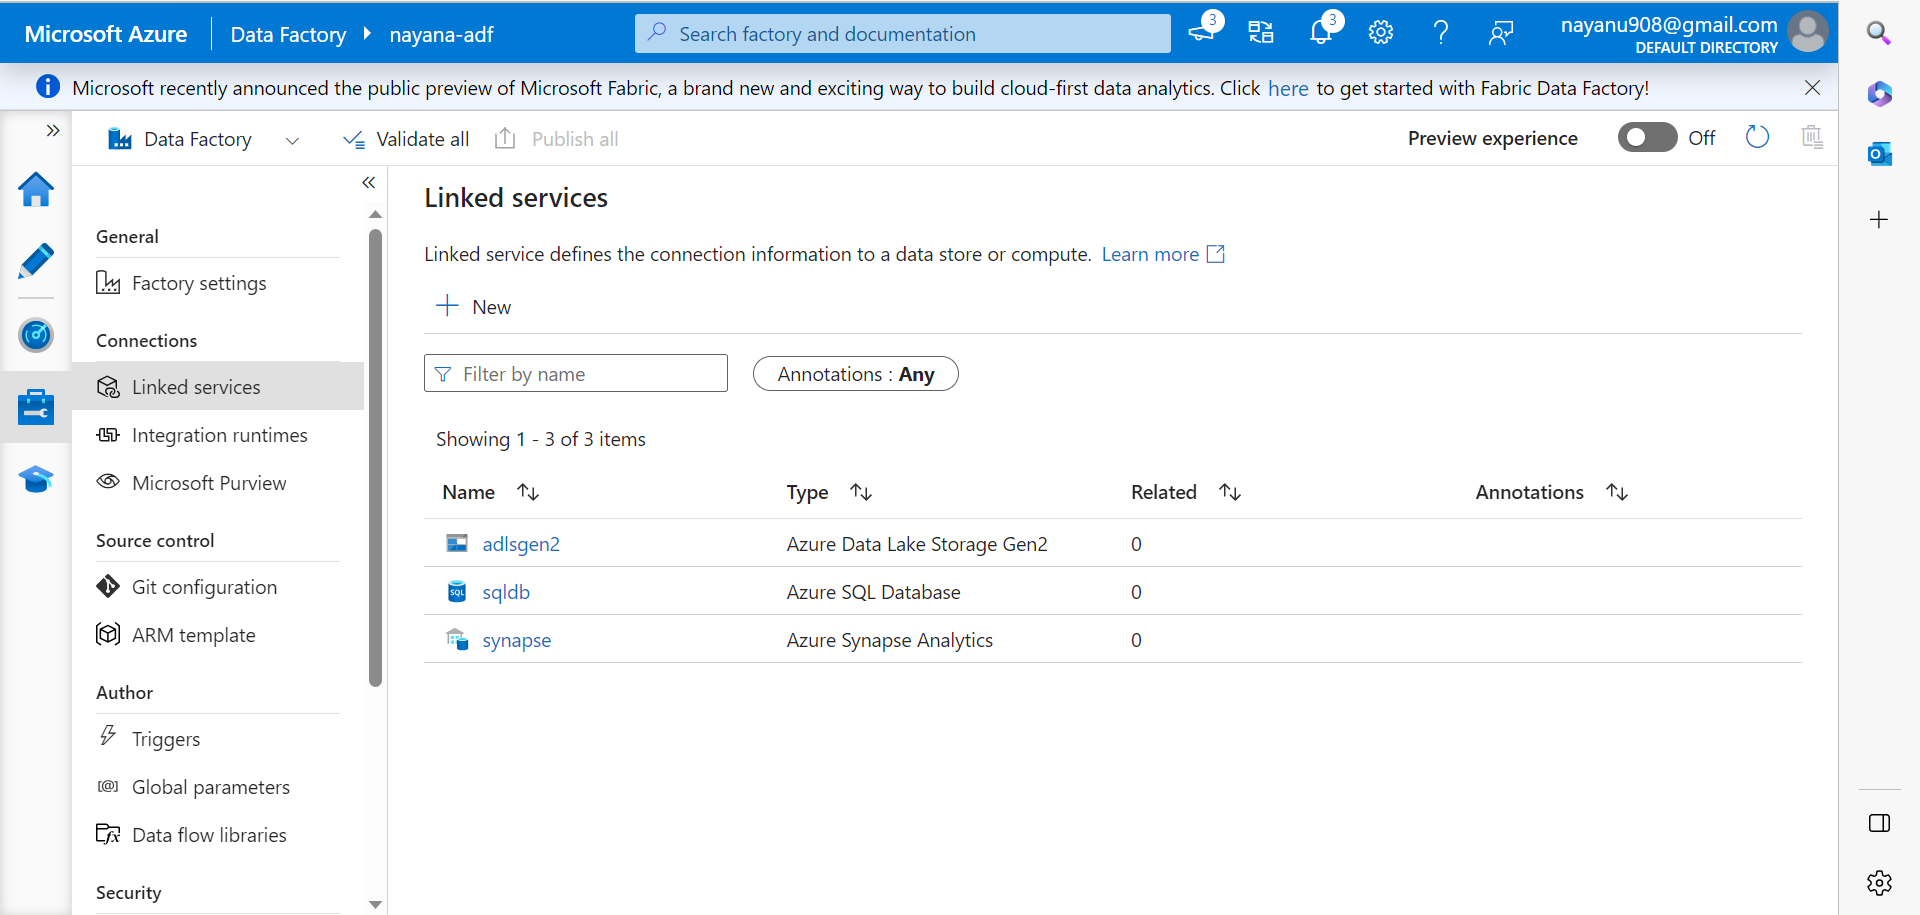 Microsoft Azure
Data Factory
nayana-adf
Search factory and documentation
3
3
nayanu908@gmail.com
DEFAULT DIRECTORY
Microsoft recently announced the public preview of Microsoft Fabric, a brand new and exciting way to build cloud-first data analytics. Click here to get started with Fabric Data Factory!
Data Factory
Validate all
Publish all
Preview experience
Off
General
Factory settings
Connections
Linked services
Integration runtimes
Microsoft Purview
Source control
Git configuration
ARM template
Author
Triggers
Global parameters
Data flow libraries
Security
Linked services
Linked service defines the connection information to a data store or compute. Learn more
New
Filter by name
Annotations : Any
Showing 1 - 3 of 3 items
Name Type Related Annotations
adlsgen2 Azure Data Lake Storage Gen2 0
SQL sqldb Azure SQL Database 0
synapse Azure Synapse Analytics 0